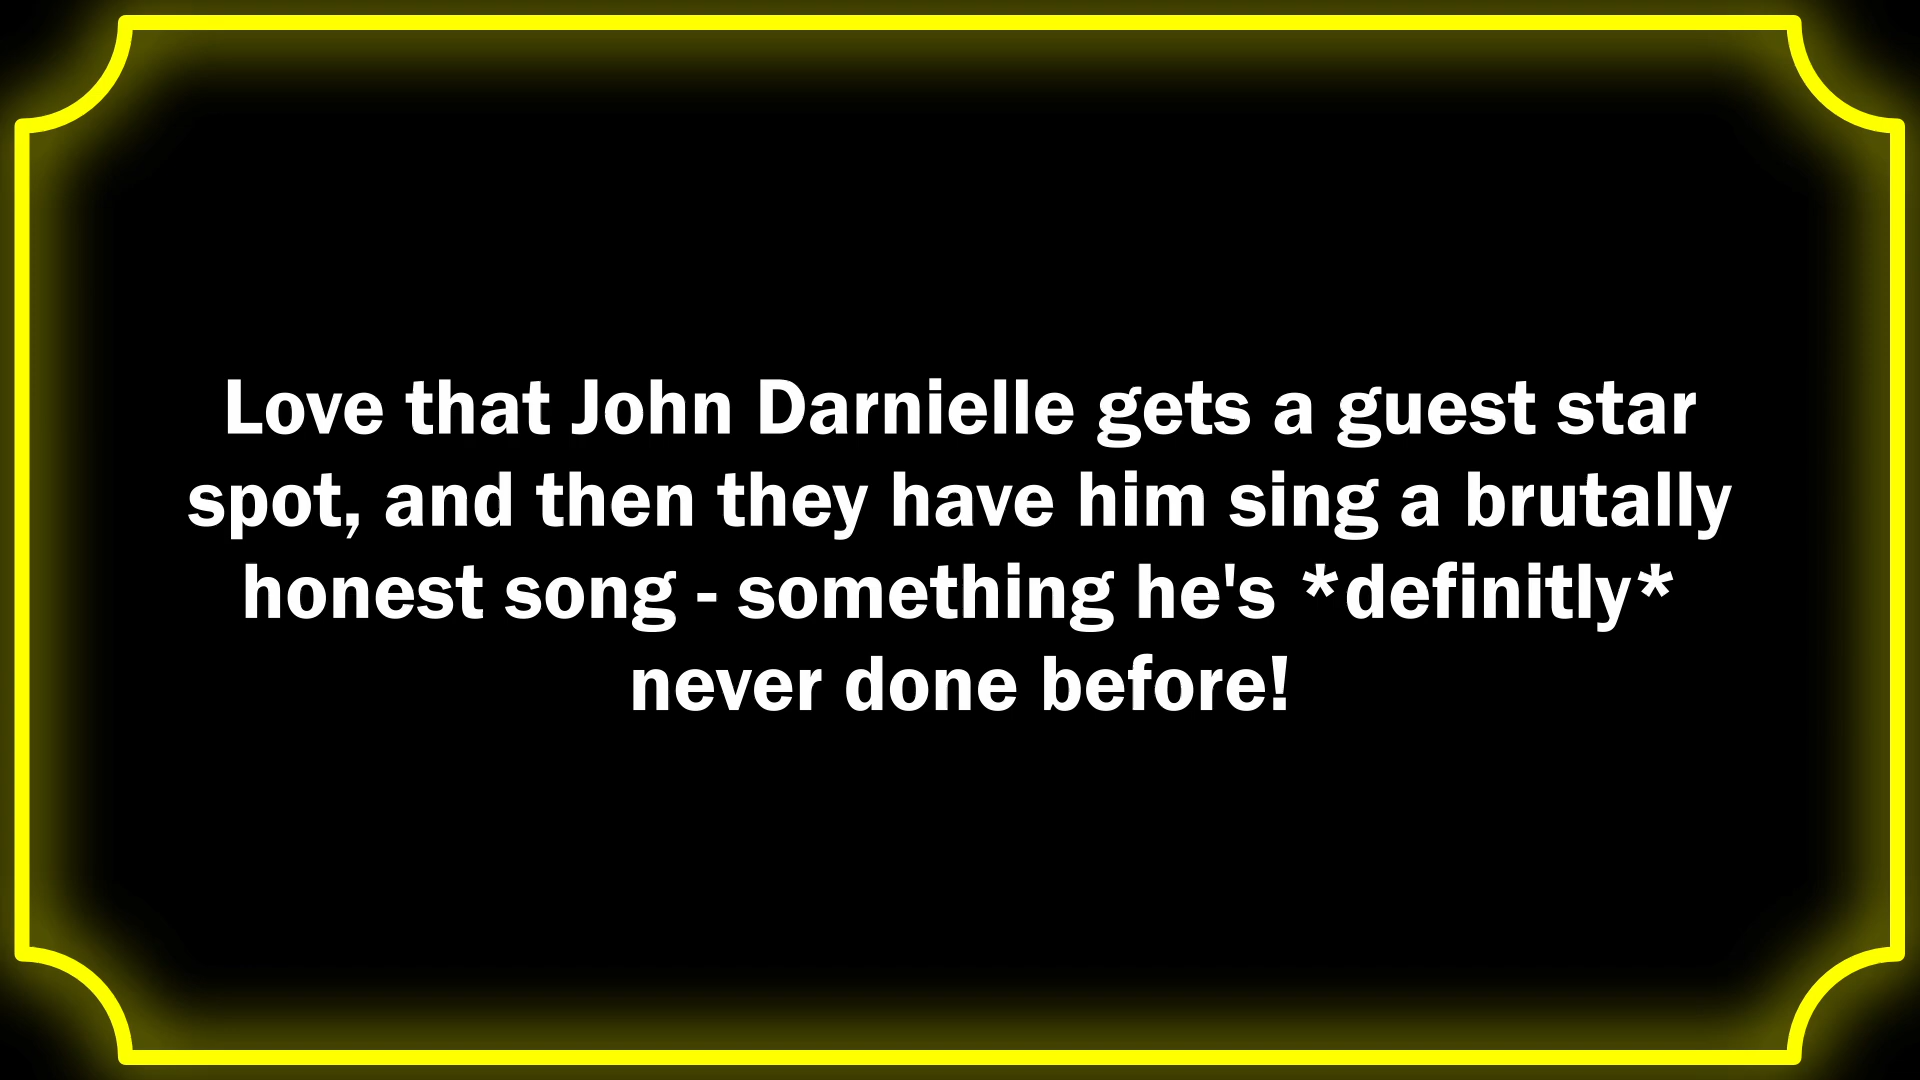 Love that John Darnielle gets a guest star
spot, and then they have him sing a brutally
honest song - something he's *definitly*
never done before!